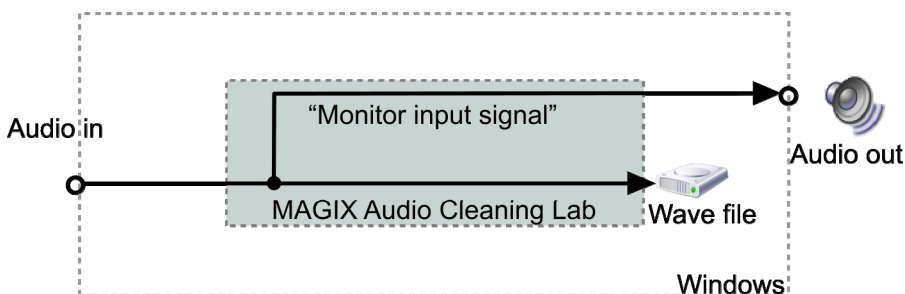 “Monitor input signal”
Audio in
Audio out
MAGIX Audio Cleaning Lab
Wave file
Windows